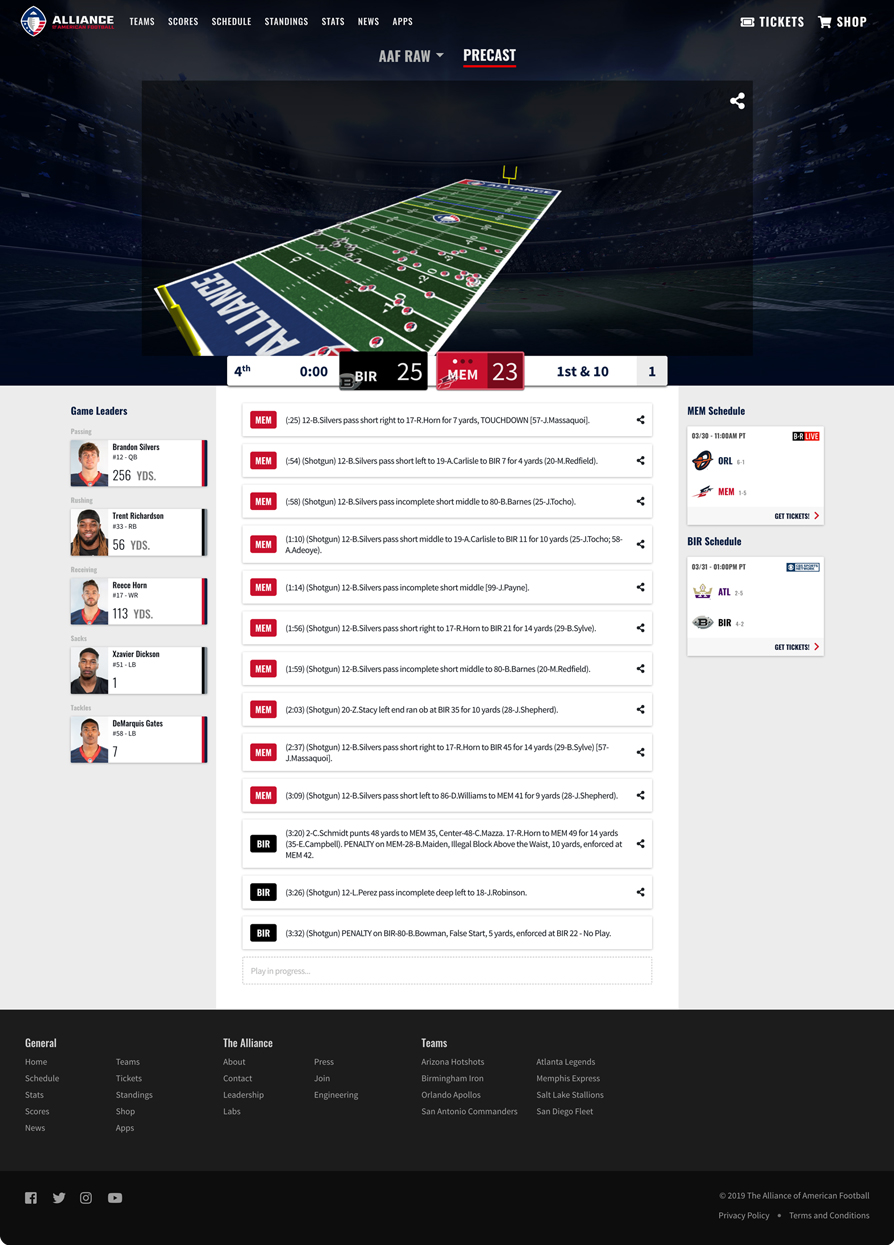 ALLIANCE
OF AMERICAN FOOTBALL
TEAMS SCORES SCHEDULE STANDINGS STATS NEWS APPS
TICKETS SHOP
AAF RAW PRECAST
ALLIANCE
ALLIANCE
4th 0:00 BIR 25 MEM 23 1st & 10 1
Game Leaders
Passing
Brandon Silvers
#12 - QB
256 YDS.
Rushing
Trent Richardson
#33 - RB
56 YDS.
Receiving
Reece Horn
#17 - WR
113 YDS.
Sacks
Xzavier Dickson
#51 - LB
1
Tackles
DeMarquis Gates
#58 - LB
7
MEM (:25) 12-B.Silvers pass short right to 17-R.Horn for 7 yards, TOUCHDOWN [57-J.Massaquoi].
MEM (:54) (Shotgun) 12-B.Silvers pass short left to 19-A.Carlisle to BIR 7 for 4 yards (20-M.Redfield).
MEM (:58) (Shotgun) 12-B.Silvers pass incomplete short middle to 80-B.Barnes (25-J.Tocho).
MEM (1:10) (Shotgun) 12-B.Silvers pass short middle to 19-A.Carlisle to BIR 11 for 10 yards (25-J.Tocho; 58-
A.Adeoye).
MEM (1:14) (Shotgun) 12-B.Silvers pass incomplete short middle [99-J.Payne].
MEM (1:56) (Shotgun) 12-B.Silvers pass short right to 17-R.Horn to BIR 21 for 14 yards (29-B.Sylve).
MEM (1:59) (Shotgun) 12-B.Silvers pass incomplete short middle to 80-B.Barnes (20-M.Redfield).
MEM (2:03) (Shotgun) 20-Z.Stacy left end ran ob at BIR 35 for 10 yards (28-J.Shepherd).
MEM (2:37) (Shotgun) 12-B.Silvers pass short right to 17-R.Horn to BIR 45 for 14 yards (29-B.Sylve) [57-
J.Massaquoi].
MEM (3:09) (Shotgun) 12-B.Silvers pass short left to 86-D.Williams to MEM 41 for 9 yards (28-J.Shepherd).
BIR (3:20) 2-C.Schmidt punts 48 yards to MEM 35, Center-48-C.Mazza. 17-R.Horn to MEM 49 for 14 yards
(35-E.Campbell). PENALTY on MEM-28-B.Maiden, Illegal Block Above the Waist, 10 yards, enforced at
MEM 42.
BIR (3:26) (Shotgun) 12-L.Perez pass incomplete deep left to 18-J.Robinson.
BIR (3:32) (Shotgun) PENALTY on BIR-80-B.Bowman, False Start, 5 yards, enforced at BIR 22 - No Play.
Play in progress...
MEM Schedule
03/30 - 11:00AM PT B/R LIVE
ORL 6-1
MEM 1-5
GET TICKETS!
BIR Schedule
03/31 - 01:00PM PT CBS SPORTS NETWORK
ATL 2-5
BIR 4-2
GET TICKETS!
General
Home Teams
Schedule Tickets
Stats Standings
Scores Shop
News Apps
The Alliance
About Press
Contact Join
Leadership Engineering
Labs
Teams
Arizona Hotshots Atlanta Legends
Birmingham Iron Memphis Express
Orlando Apollos Salt Lake Stallions
San Antonio Commanders San Diego Fleet
© 2019 The Alliance of American Football
Privacy Policy • Terms and Conditions